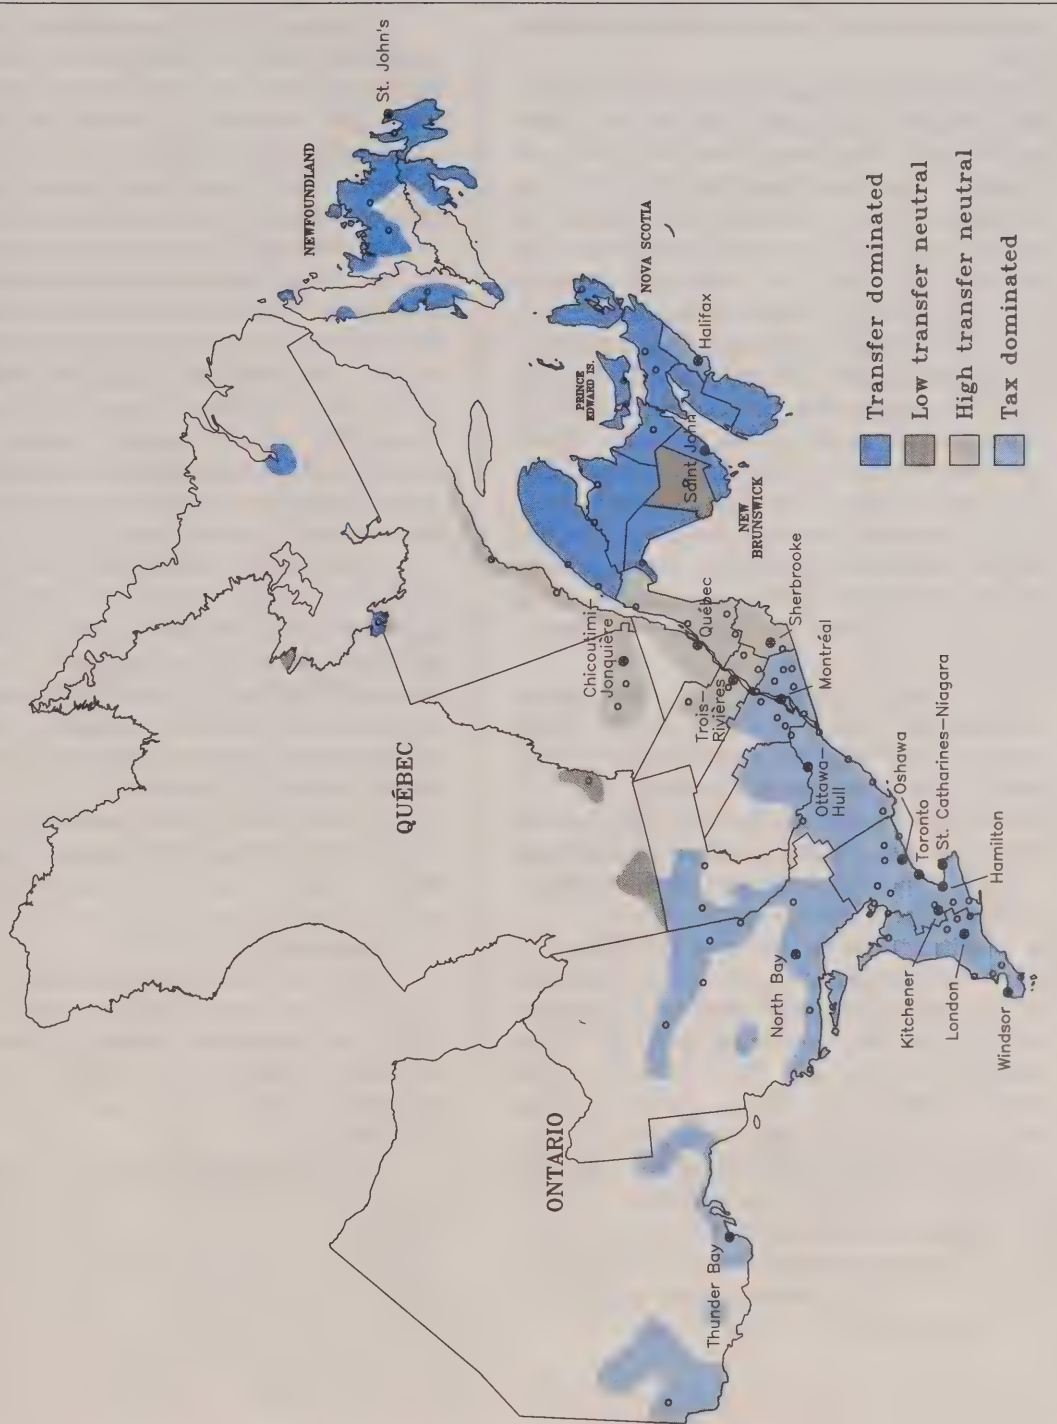 St. John's
NEWFOUNDLAND
NOVA SCOTIA
Halifax
PRINCE
EDWARD IS.
Saint John
NEW
BRUNSWICK
QUÉBEC
Chicoutimi-
Jonquière
Québec
Trois-
Rivières
Sherbrooke
Montréal
Ottawa-
Hull
Oshawa
Toronto
St. Catharines-Niagara
Hamilton
North Bay
Kitchener
London
Windsor
ONTARIO
Thunder Bay
Transfer dominated
Low transfer neutral
High transfer neutral
Tax dominated